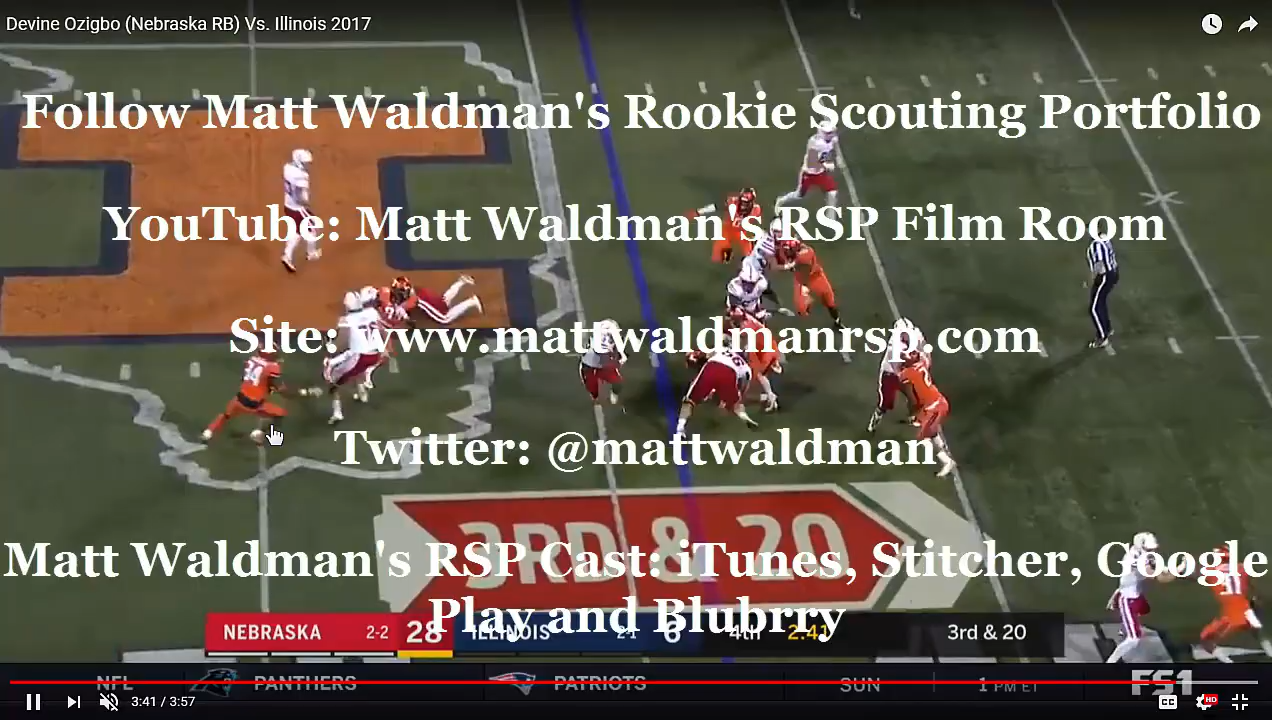 Devine Ozigbo (Nebraska RB) Vs. Illinois 2017
Follow Matt Waldman's Rookie Scouting Portfolio
YouTube: Matt Waldman's RSP Film Room
Site: www.mattwaldmanrsp.com
Twitter: @mattwaldman
3RD & 20
Matt Waldman's RSP Cast: iTunes, Stitcher, Google
Play and Blubrry
NEBRASKA 2-2 28 ILLINOIS 2-1 6 4th 2:41 3rd & 20
NFL PANTHERS PATRIOTS SUN 1 PM ET FS1
3:41 / 3:57 CC HD